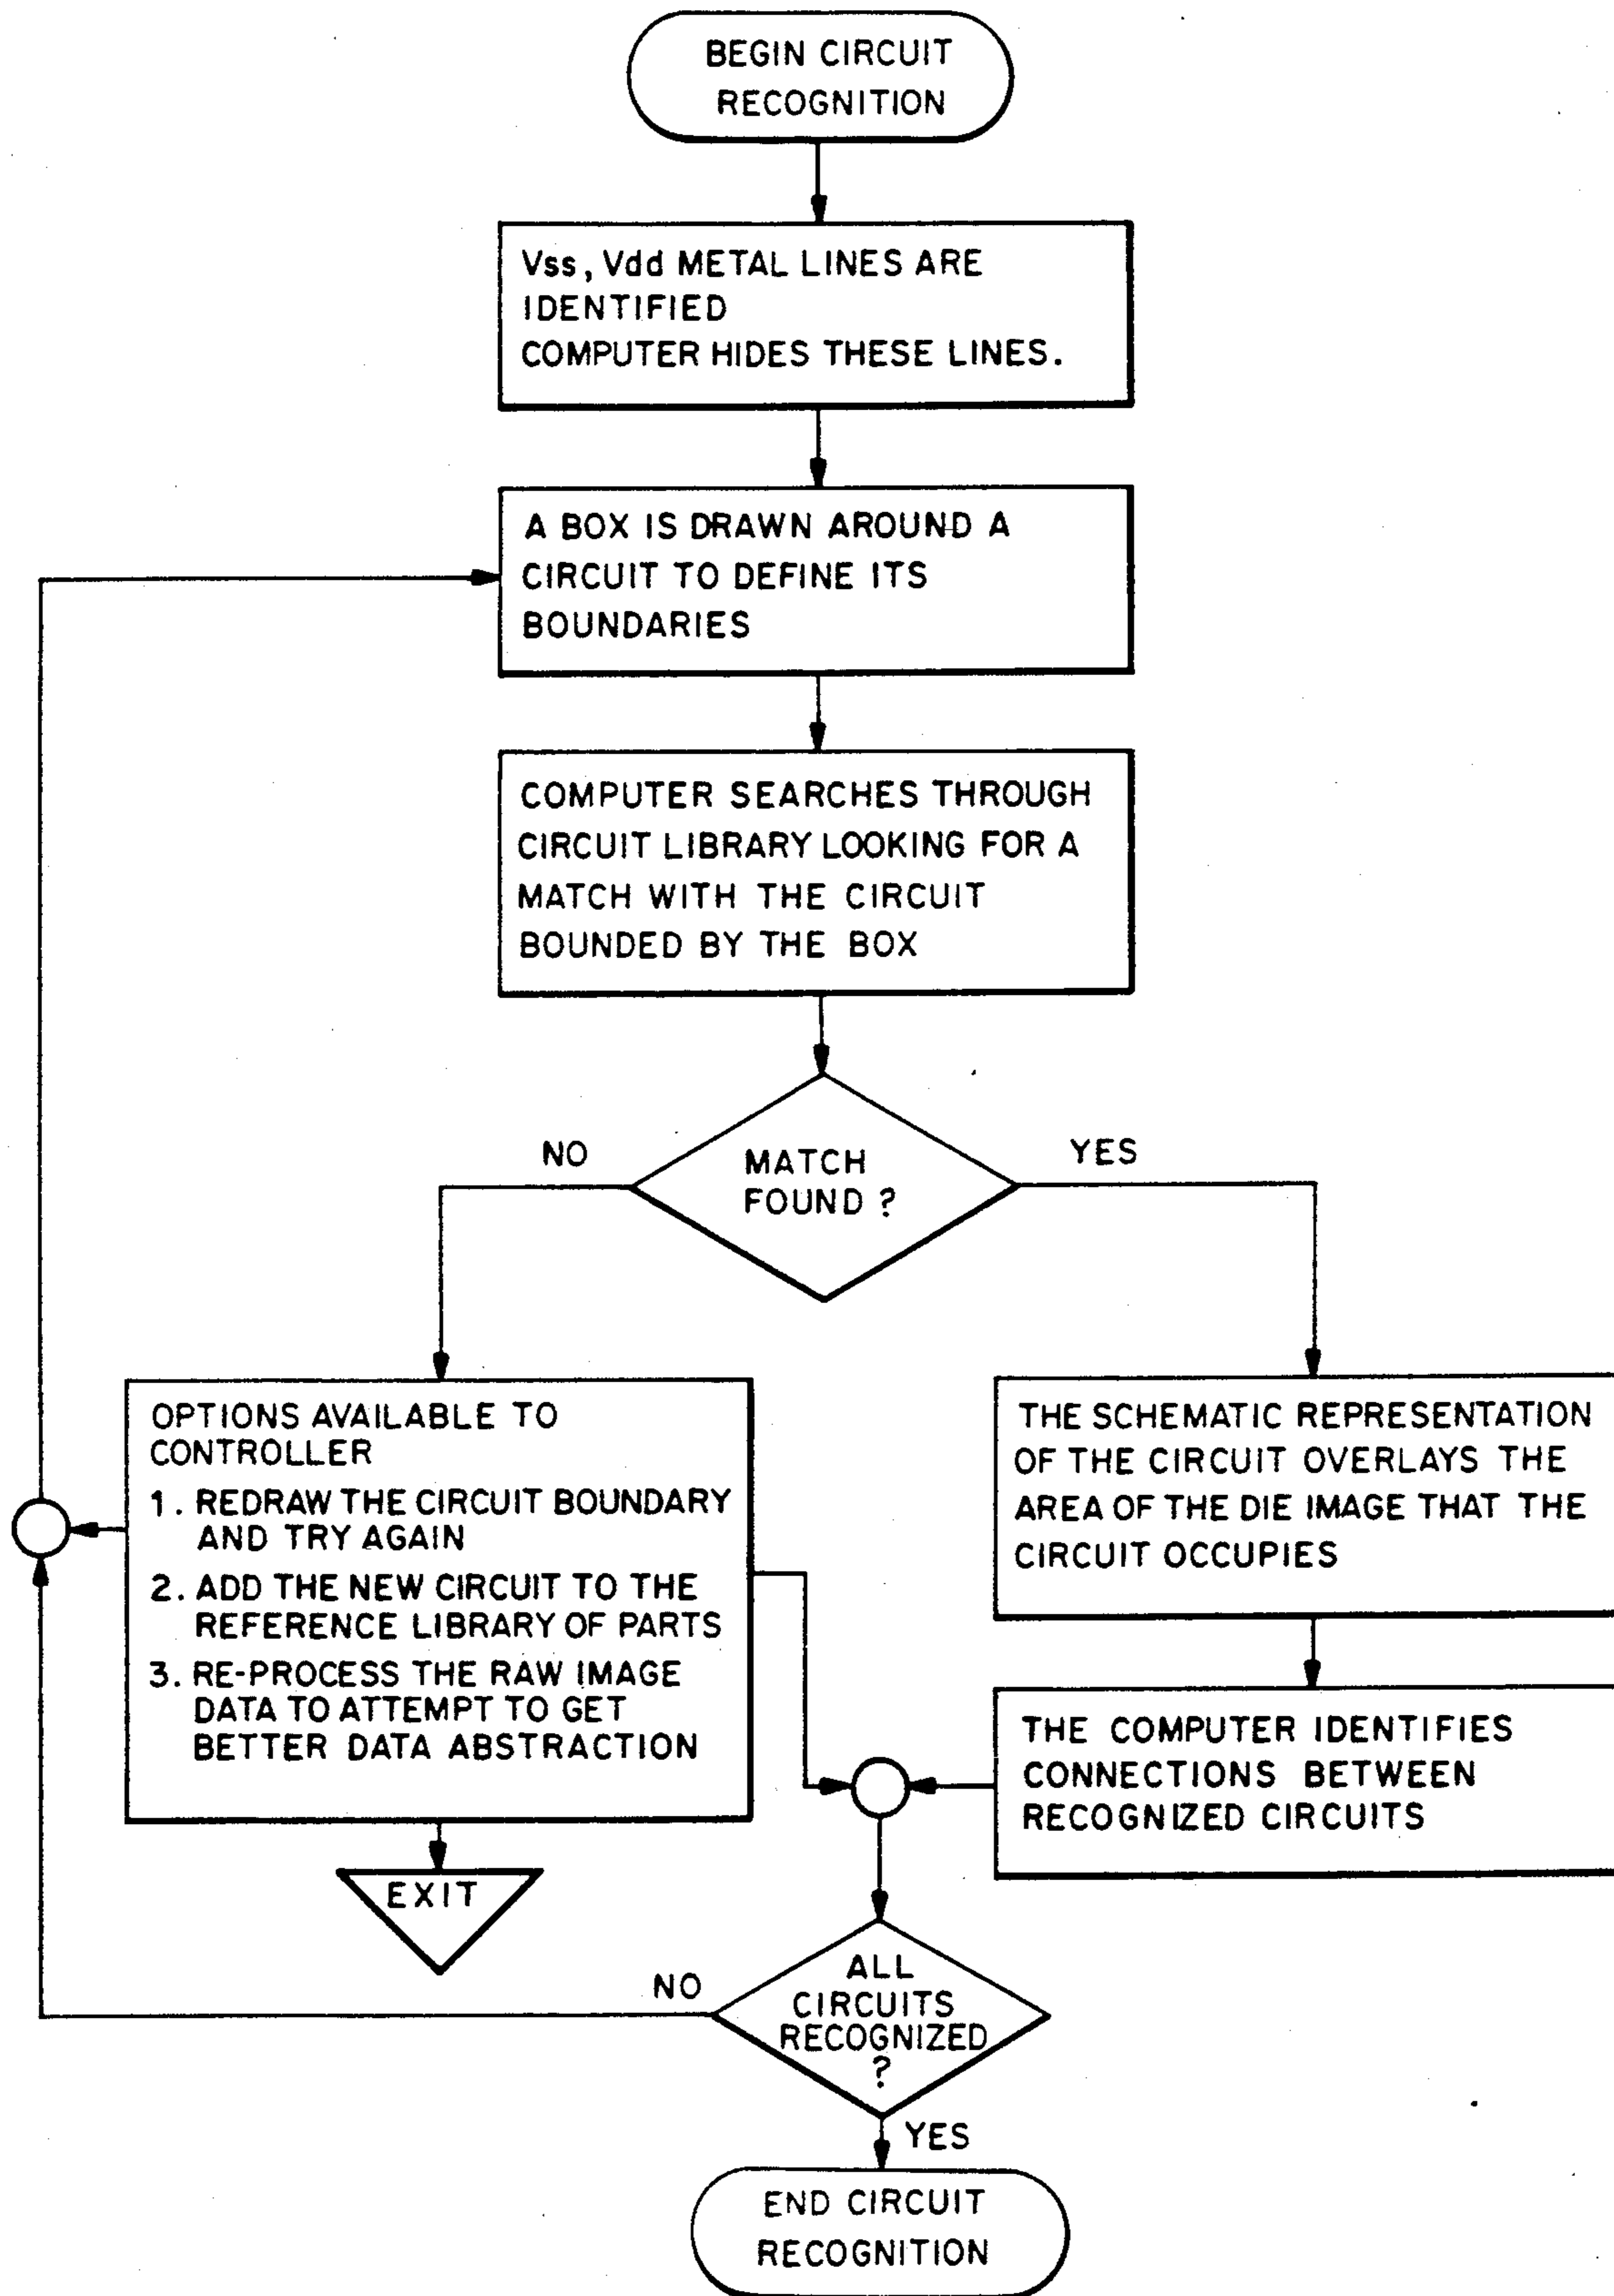 BEGIN CIRCUIT
RECOGNITION
Vss, Vdd METAL LINES ARE
IDENTIFIED
COMPUTER HIDES THESE LINES.
A BOX IS DRAWN AROUND A
CIRCUIT TO DEFINE ITS
BOUNDARIES
COMPUTER SEARCHES THROUGH
CIRCUIT LIBRARY LOOKING FOR A
MATCH WITH THE CIRCUIT
BOUNDED BY THE BOX
NO
MATCH
FOUND ?
YES
OPTIONS AVAILABLE TO
CONTROLLER
1. REDRAW THE CIRCUIT BOUNDARY
AND TRY AGAIN
2. ADD THE NEW CIRCUIT TO THE
REFERENCE LIBRARY OF PARTS
3. RE-PROCESS THE RAW IMAGE
DATA TO ATTEMPT TO GET
BETTER DATA ABSTRACTION
THE SCHEMATIC REPRESENTATION
OF THE CIRCUIT OVERLAYS THE
AREA OF THE DIE IMAGE THAT THE
CIRCUIT OCCUPIES
THE COMPUTER IDENTIFIES
CONNECTIONS BETWEEN
RECOGNIZED CIRCUITS
EXIT
NO
ALL
CIRCUITS
RECOGNIZED
?
YES
END CIRCUIT
RECOGNITION